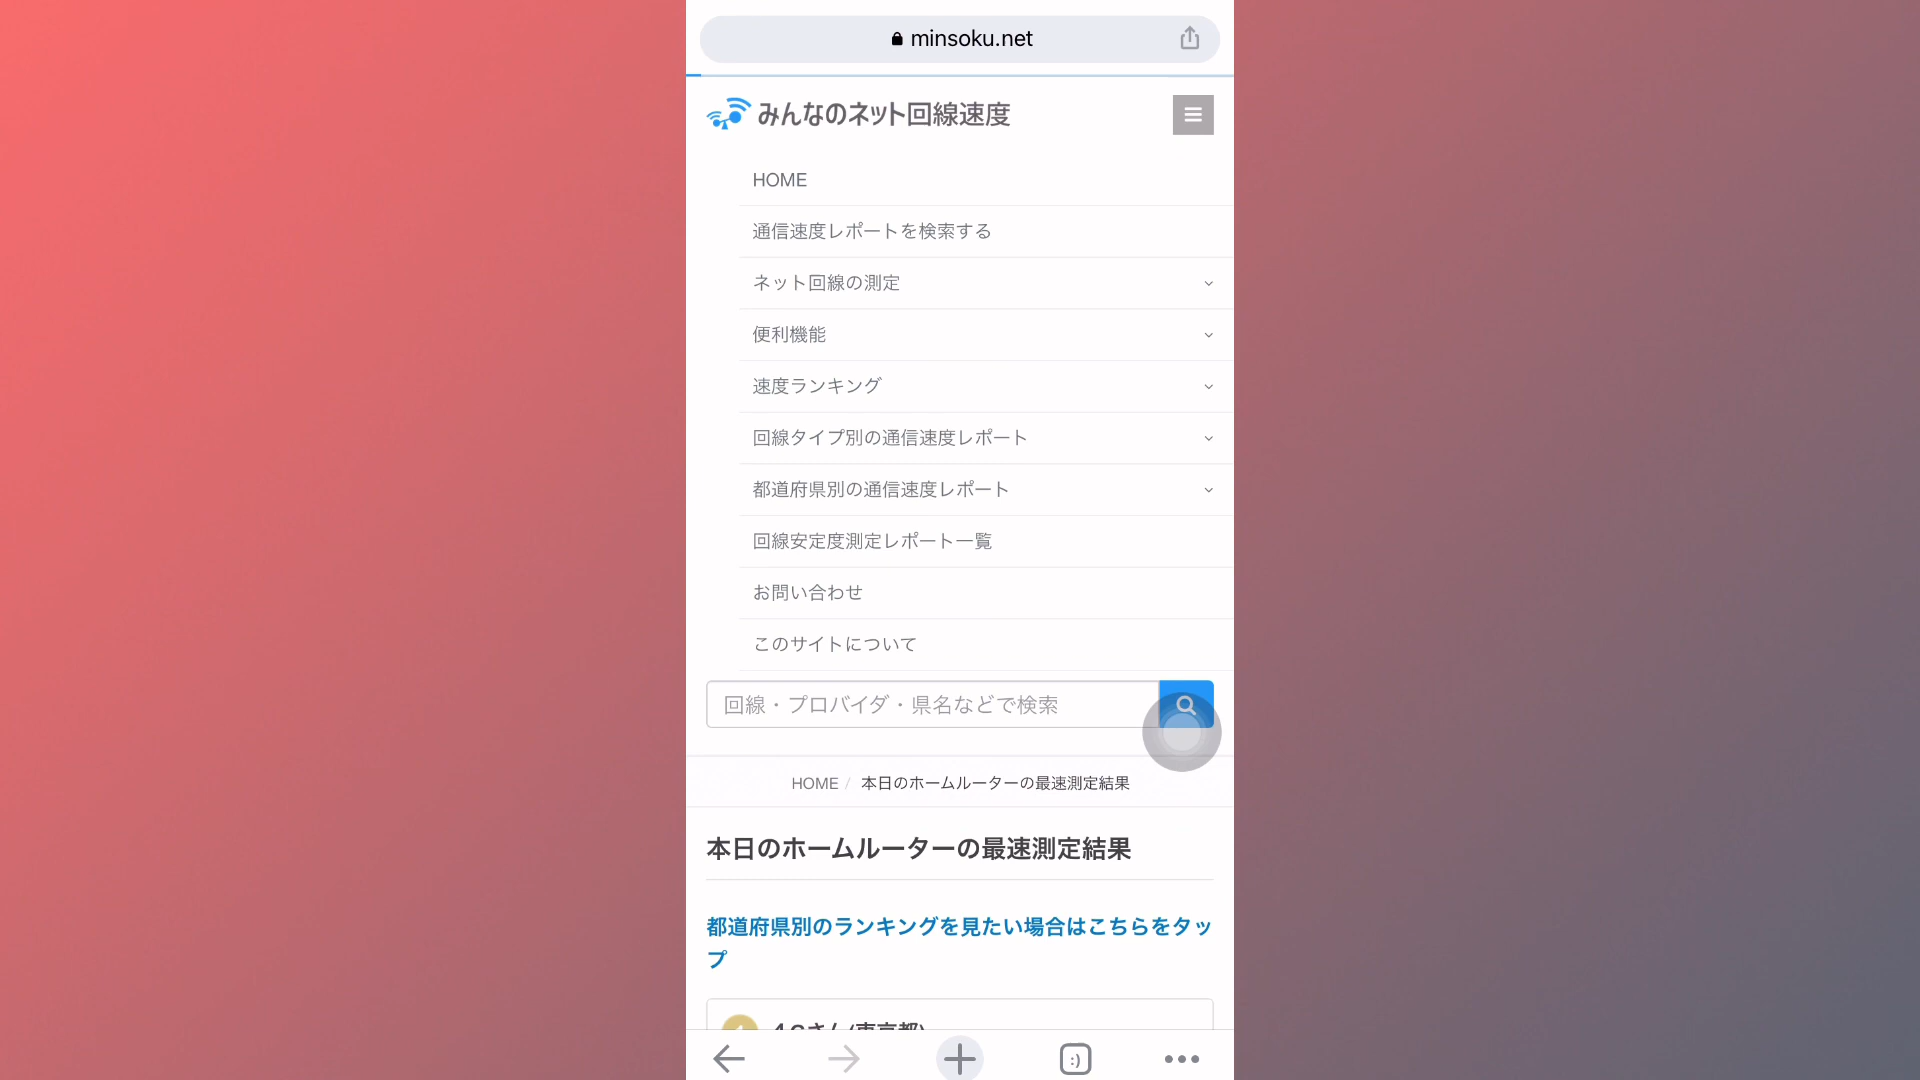 minsoku.net
みんなのネット回線速度
HOME
通信速度レポートを検索する
ネット回線の測定
便利機能
速度ランキング
回線タイプ別の通信速度レポート
都道府県別の通信速度レポート
回線安定度測定レポート一覧
お問い合わせ
このサイトについて
回線・プロバイダ・県名などで検索
HOME / 本日のホームルーターの最速測定結果
本日のホームルーターの最速測定結果
都道府県別のランキングを見たい場合はこちらをタッ
プ
:)